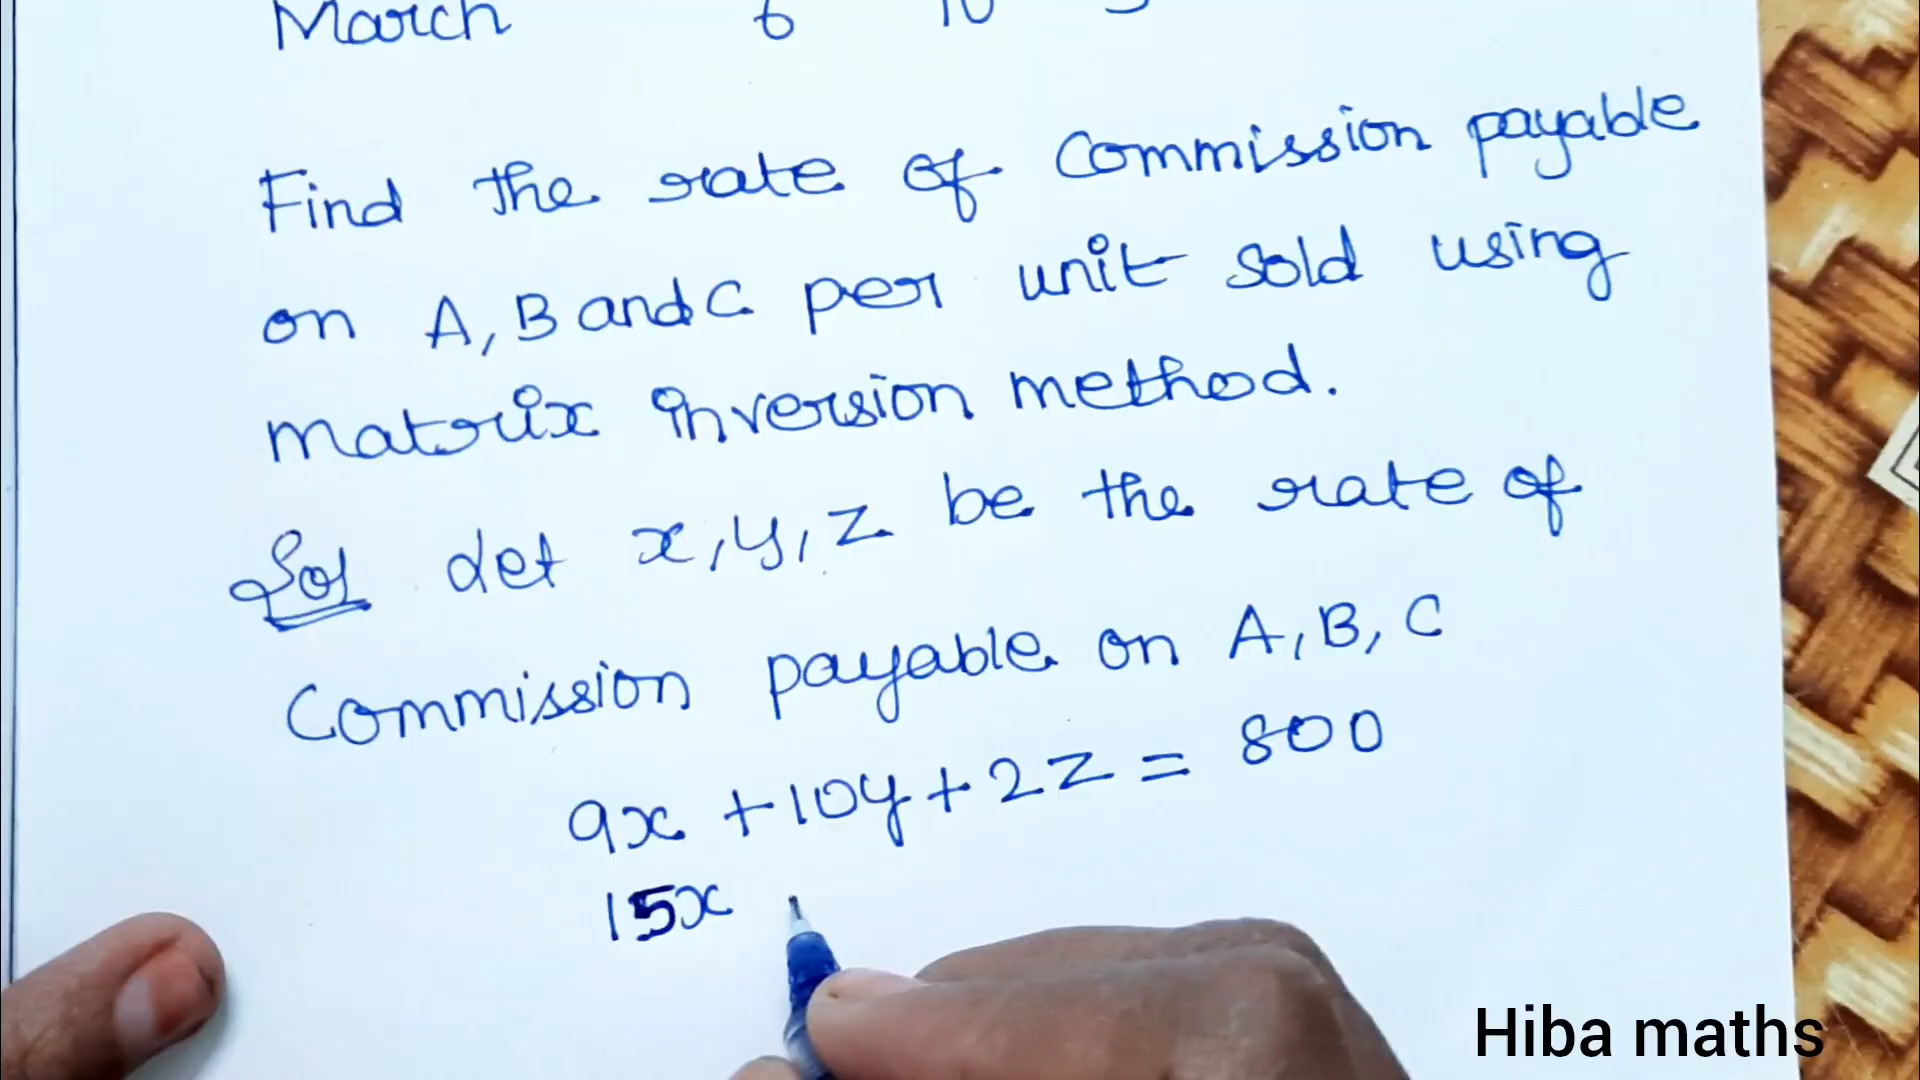 March 6 10
Find the rate of Commission payable
on A, B and C per unit sold using
matrix inversion method.
Sol Let x, y, z be the rate of
Commission payable on A, B, C
9x + 10y + 2z = 800
15x
Hiba maths